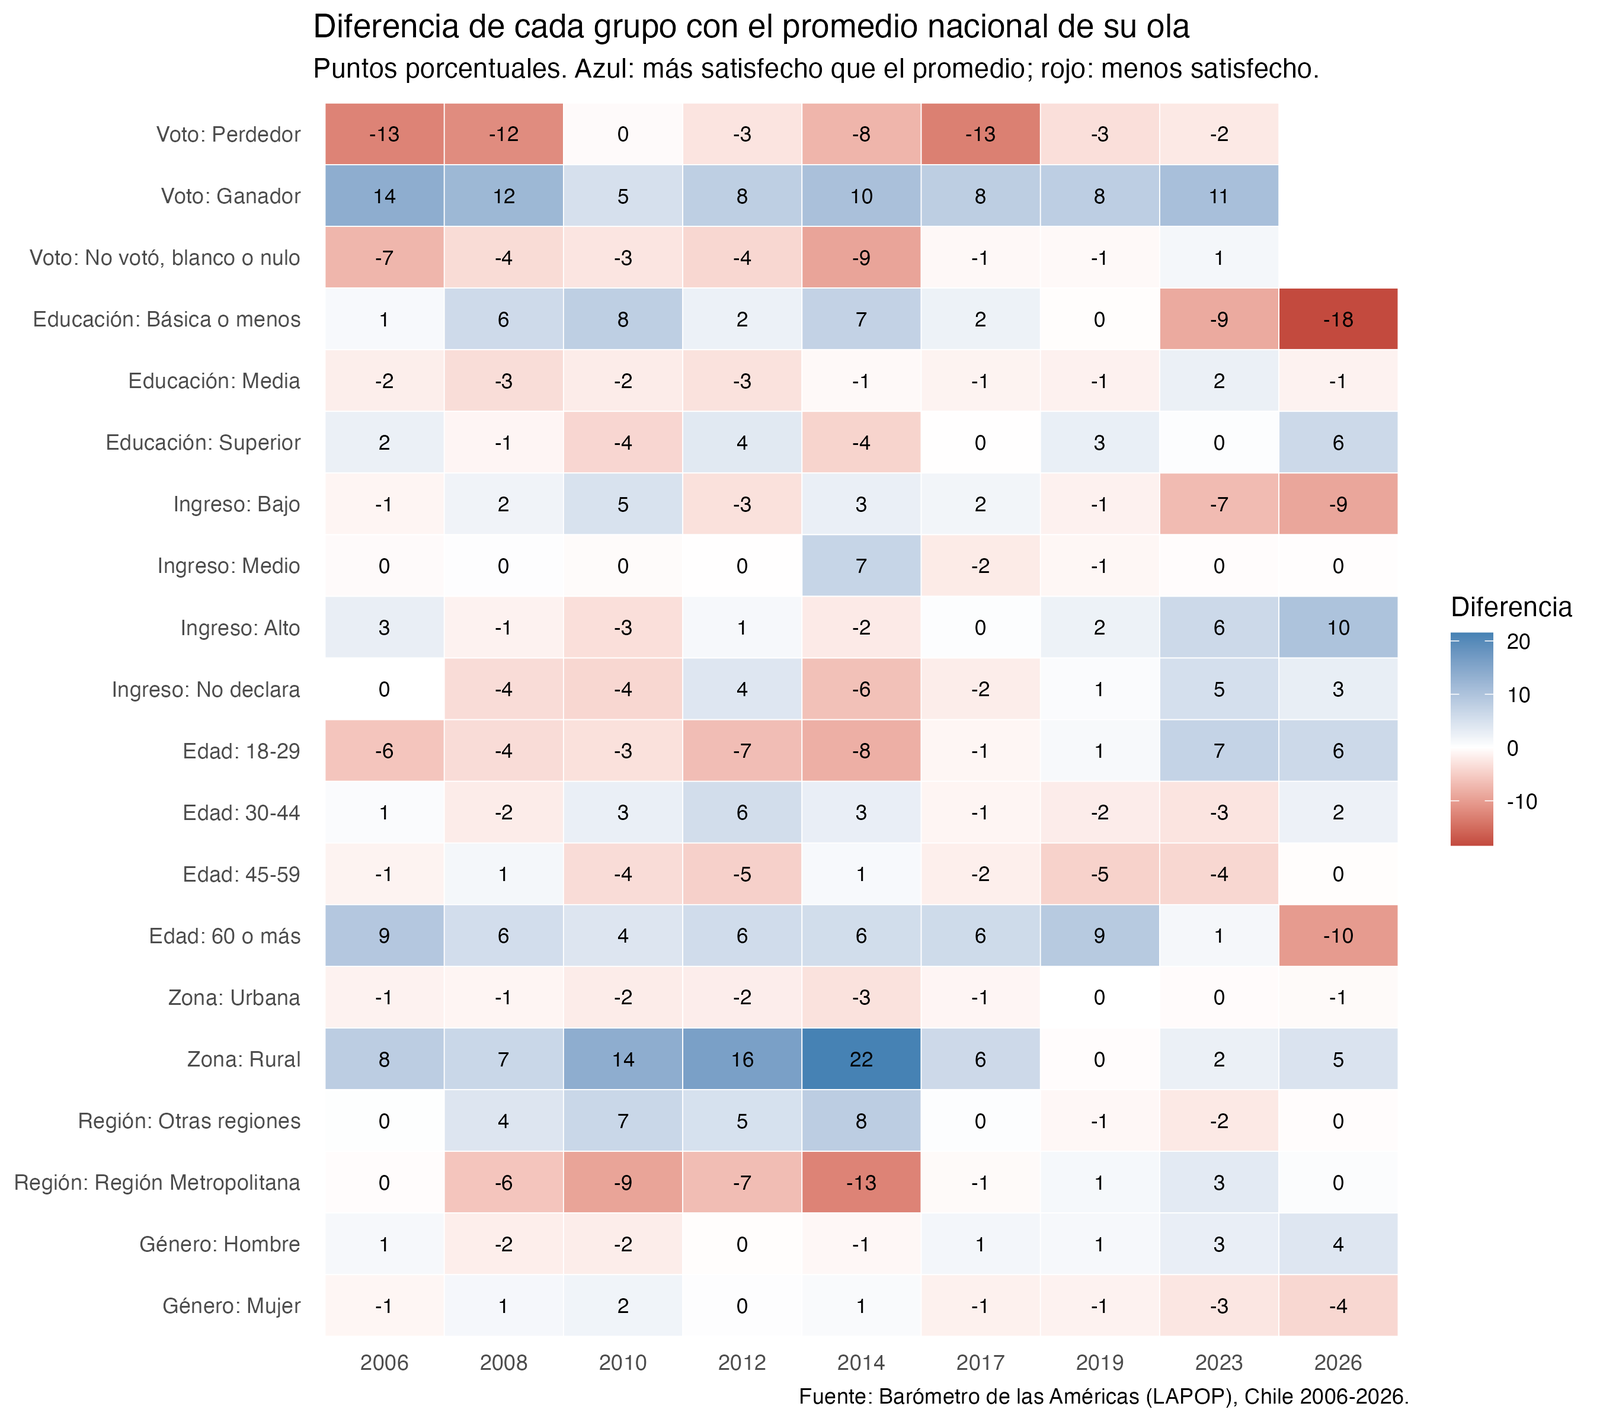 Diferencia de cada grupo con el promedio nacional de su ola
Puntos porcentuales. Azul: más satisfecho que el promedio; rojo: menos satisfecho.
Voto: Perdedor -13 -12 0 -3 -8 -13 -3 -2
Voto: Ganador 14 12 5 8 10 8 8 11
Voto: No votó, blanco o nulo -7 -4 -3 -4 -9 -1 -1 1
Educación: Básica o menos 1 6 8 2 7 2 0 -9 -18
Educación: Media -2 -3 -2 -3 -1 -1 -1 2 -1
Educación: Superior 2 -1 -4 4 -4 0 3 0 6
Ingreso: Bajo -1 2 5 -3 3 2 -1 -7 -9
Ingreso: Medio 0 0 0 0 7 -2 -1 0 0
Ingreso: Alto 3 -1 -3 1 -2 0 2 6 10
Ingreso: No declara 0 -4 -4 4 -6 -2 1 5 3
Edad: 18-29 -6 -4 -3 -7 -8 -1 1 7 6
Edad: 30-44 1 -2 3 6 3 -1 -2 -3 2
Edad: 45-59 -1 1 -4 -5 1 -2 -5 -4 0
Edad: 60 o más 9 6 4 6 6 6 9 1 -10
Zona: Urbana -1 -1 -2 -2 -3 -1 0 0 -1
Zona: Rural 8 7 14 16 22 6 0 2 5
Región: Otras regiones 0 4 7 5 8 0 -1 -2 0
Región: Región Metropolitana 0 -6 -9 -7 -13 -1 1 3 0
Género: Hombre 1 -2 -2 0 -1 1 1 3 4
Género: Mujer -1 1 2 0 1 -1 -1 -3 -4
2006 2008 2010 2012 2014 2017 2019 2023 2026
Diferencia
20
10
0
-10
Fuente: Barómetro de las Américas (LAPOP), Chile 2006-2026.